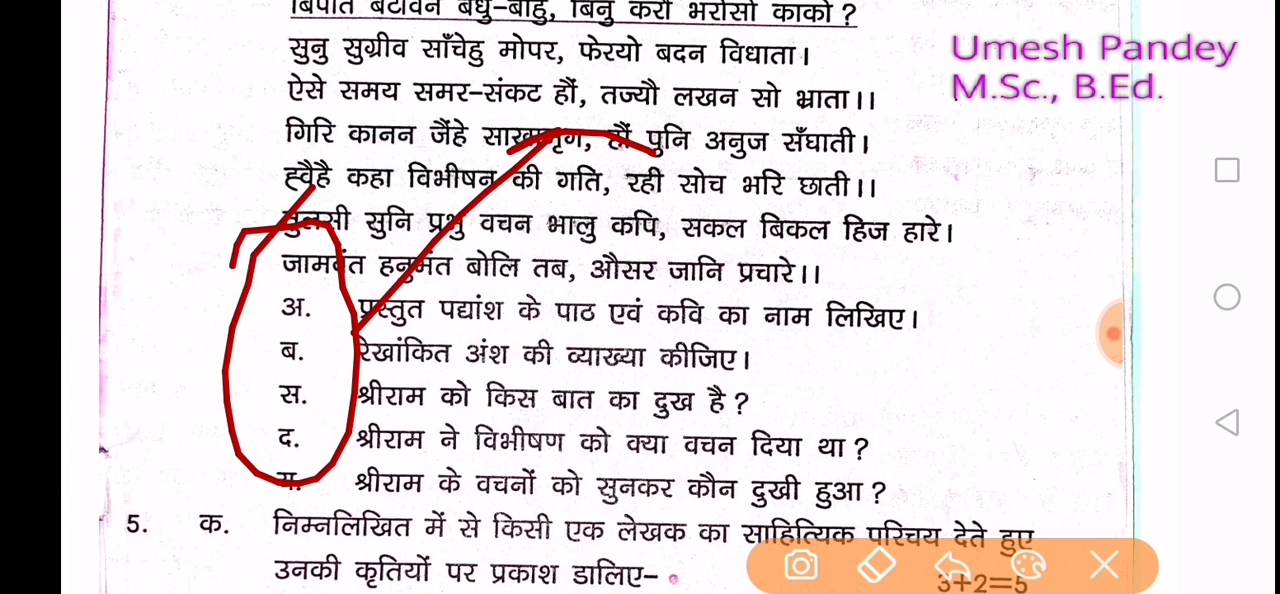 बिपति बँटावन बंधु-बाहु, बिनु करौं भरोसो काको ?
सुनु सुग्रीव साँचेहु मोपर, फेरयो बदन विधाता।
Umesh Pandey
ऐसे समय समर-संकट हौं, तज्यौ लखन सो भ्राता।।
M.Sc., B.Ed.
गिरि कानन जैंहे साखामृग, हौं पुनि अनुज सँघाती।
ह्वैहै कहा विभीषन की गति, रही सोच भरि छाती।।
तुलसी सुनि प्रभु वचन भालु कपि, सकल बिकल हिज हारे।
जामवंत हनुमंत बोलि तब, औसर जानि प्रचारे।।
अ. प्रस्तुत पद्यांश के पाठ एवं कवि का नाम लिखिए।
ब. रेखांकित अंश की व्याख्या कीजिए।
स. श्रीराम को किस बात का दुख है ?
द. श्रीराम ने विभीषण को क्या वचन दिया था ?
श्रीराम के वचनों को सुनकर कौन दुखी हुआ ?
5. क. निम्नलिखित में से किसी एक लेखक का साहित्यिक परिचय देते हुए
उनकी कृतियों पर प्रकाश डालिए-
3+2=5